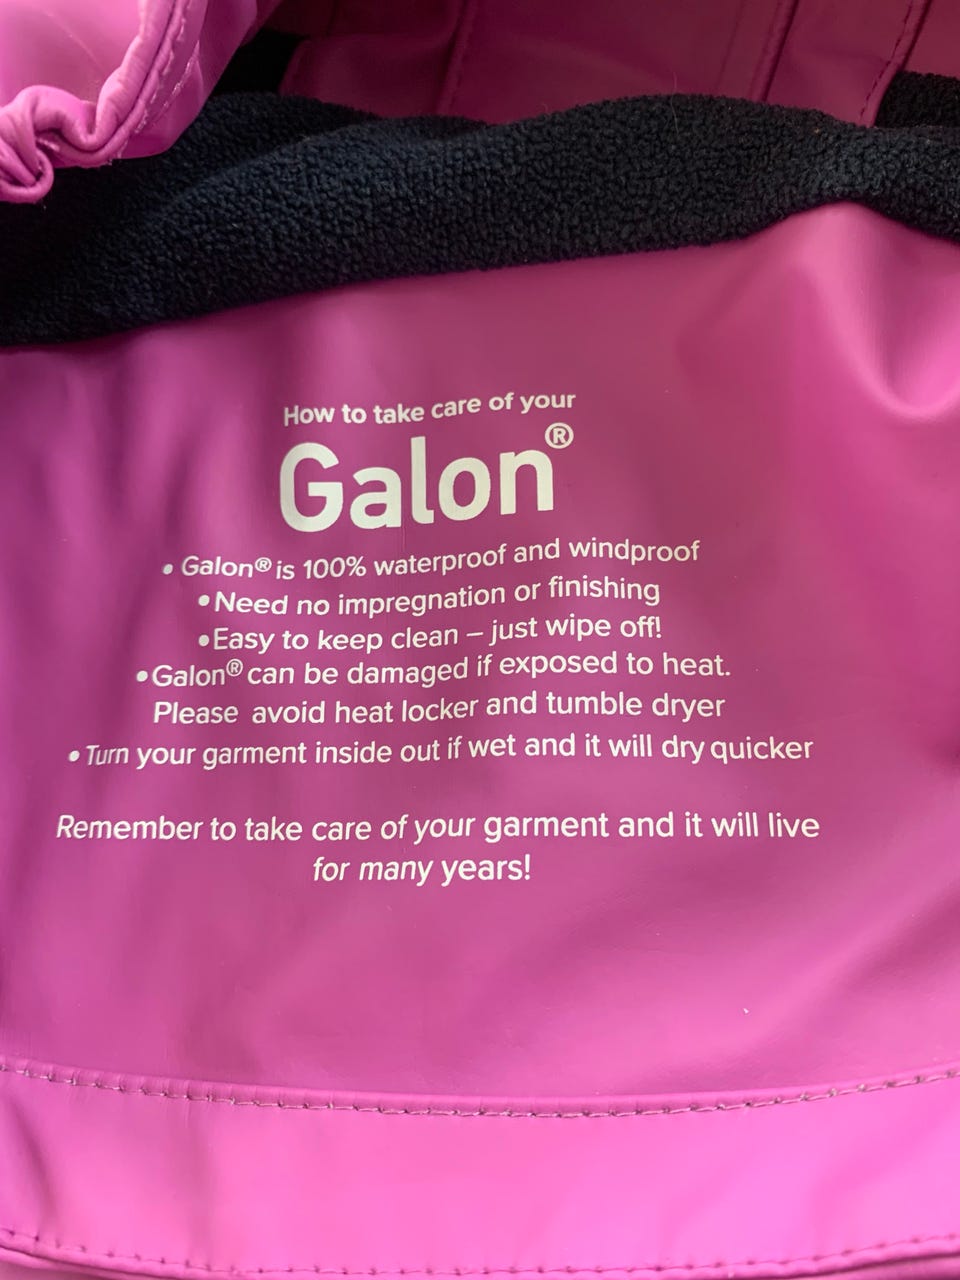 How to take care of your
Galon®
• Galon® is 100% waterproof and windproof
• Need no impregnation or finishing
• Easy to keep clean – just wipe off!
• Galon® can be damaged if exposed to heat.
Please avoid heat locker and tumble dryer
• Turn your garment inside out if wet and it will dry quicker
Remember to take care of your garment and it will live
for many years!